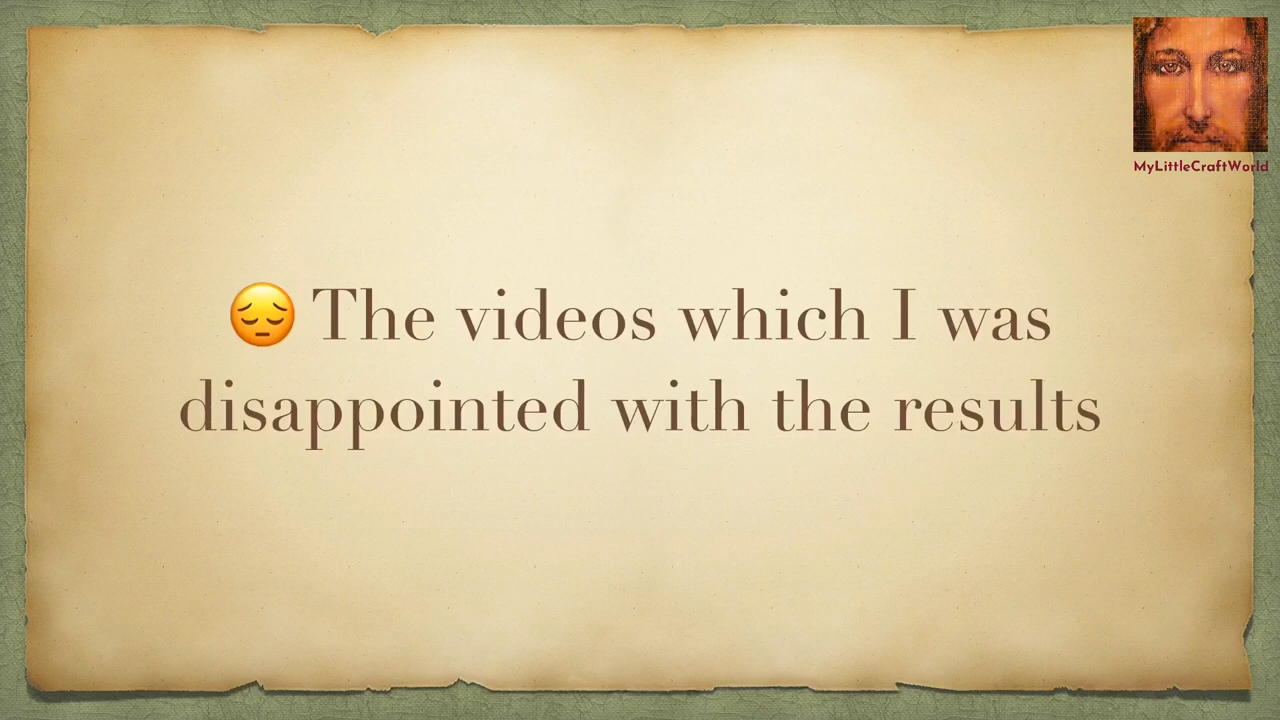 MyLittleCraftWorld
😔 The videos which I was
disappointed with the results